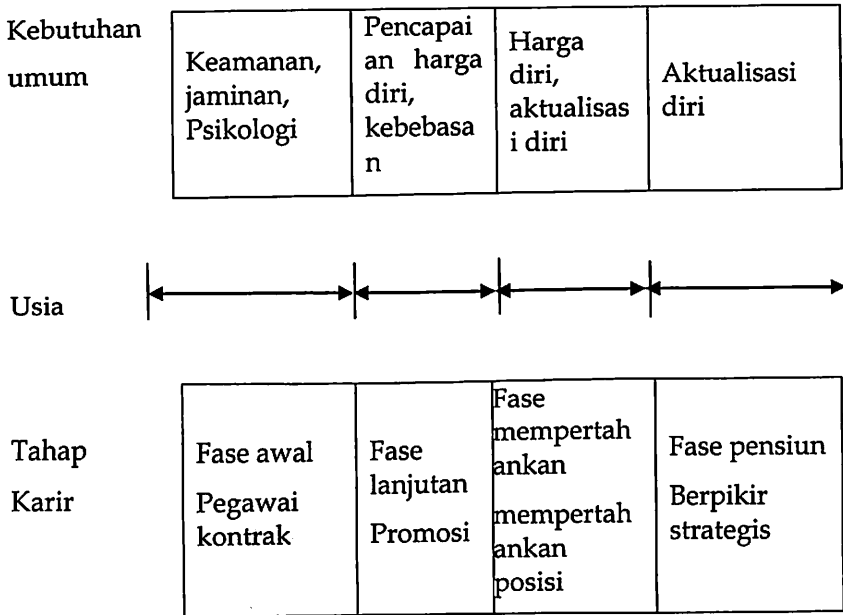 Kebutuhan
umum
Keamanan,
jaminan,
Psikologi
Pencapai
an harga
diri,
kebebasa
n
Harga
diri,
aktualisas
i diri
Aktualisasi
diri
Usia
Tahap
Karir
Fase awal
Pegawai
kontrak
Fase
lanjutan
Promosi
Fase
mempertah
ankan
mempertah
ankan
posisi
Fase pensiun
Berpikir
strategis